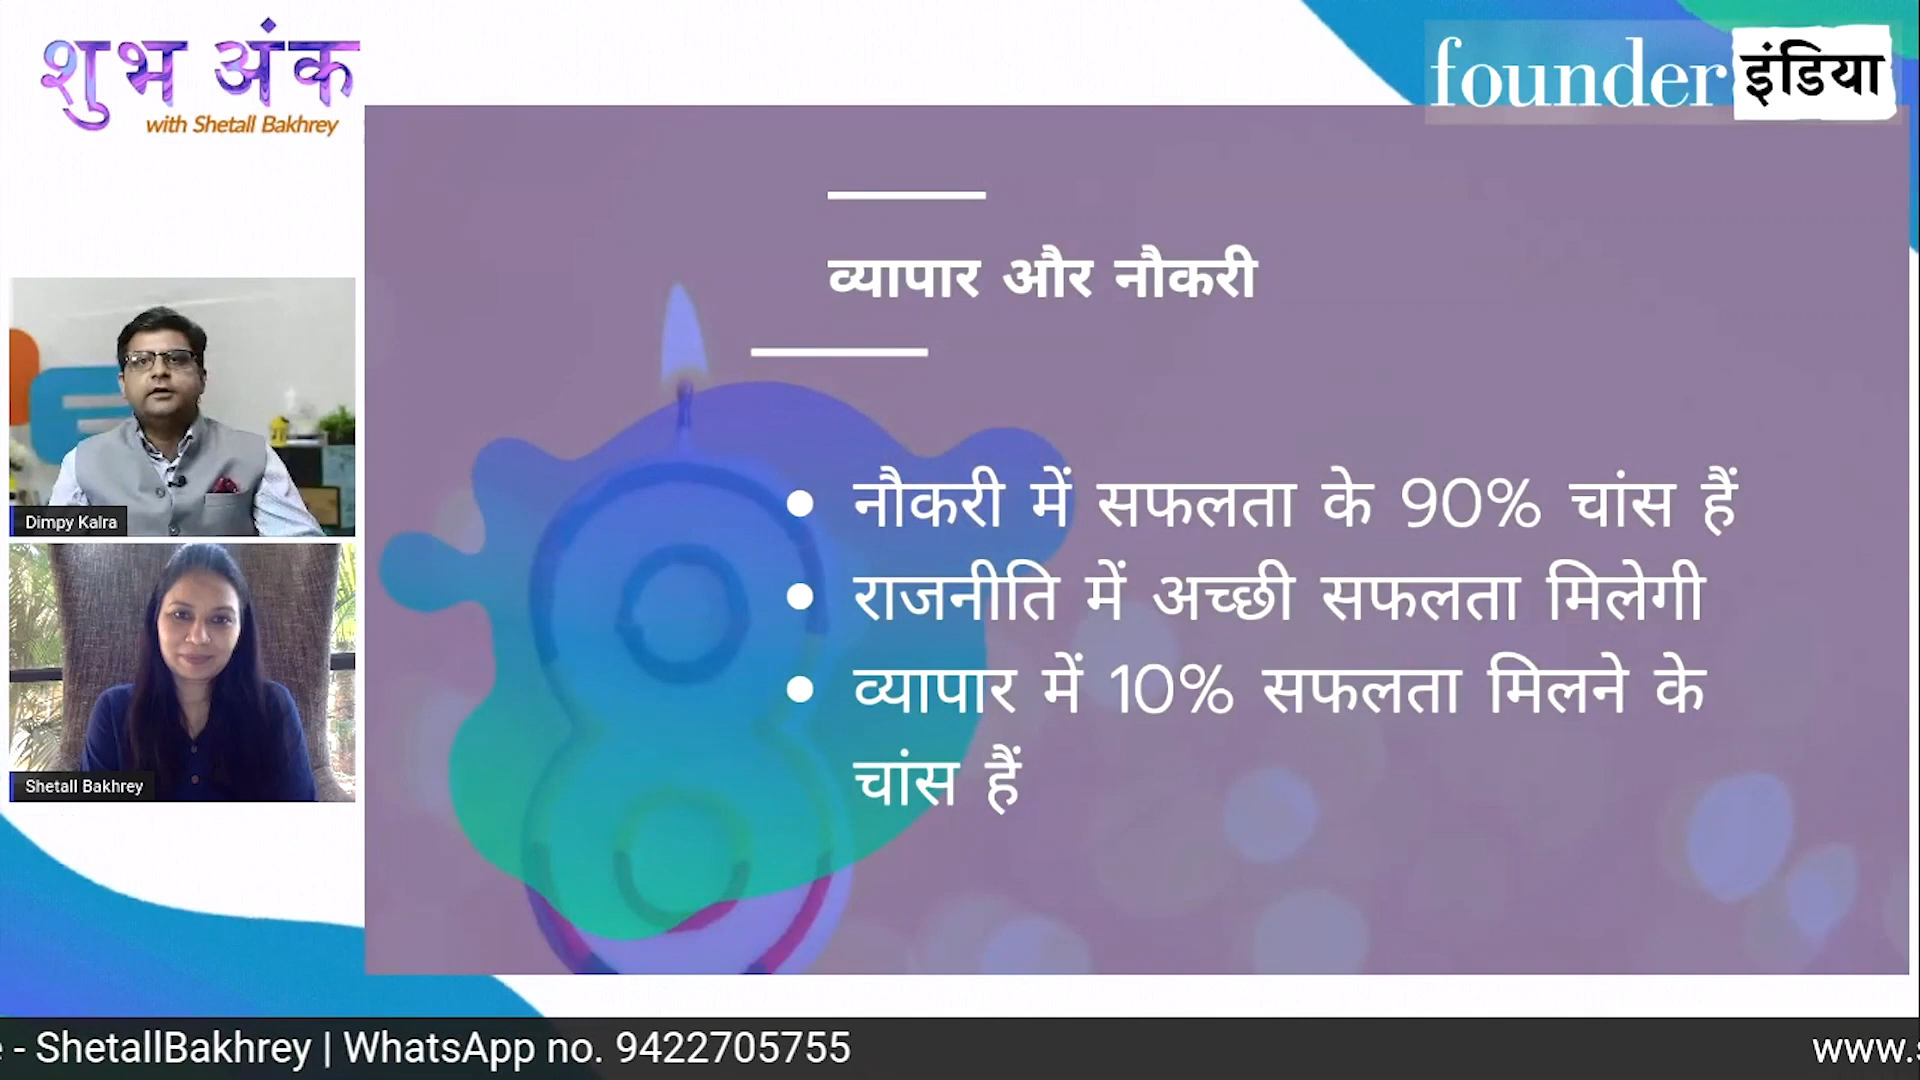 शुभ अंक
with Shetall Bakhrey
founder इंडिया
व्यापार और नौकरी
नौकरी में सफलता के 90% चांस हैं
राजनीति में अच्छी सफलता मिलेगी
व्यापार में 10% सफलता मिलने के
चांस हैं
Dimpy Kalra
Shetall Bakhrey
- ShetallBakhrey | WhatsApp no. 9422705755
www.